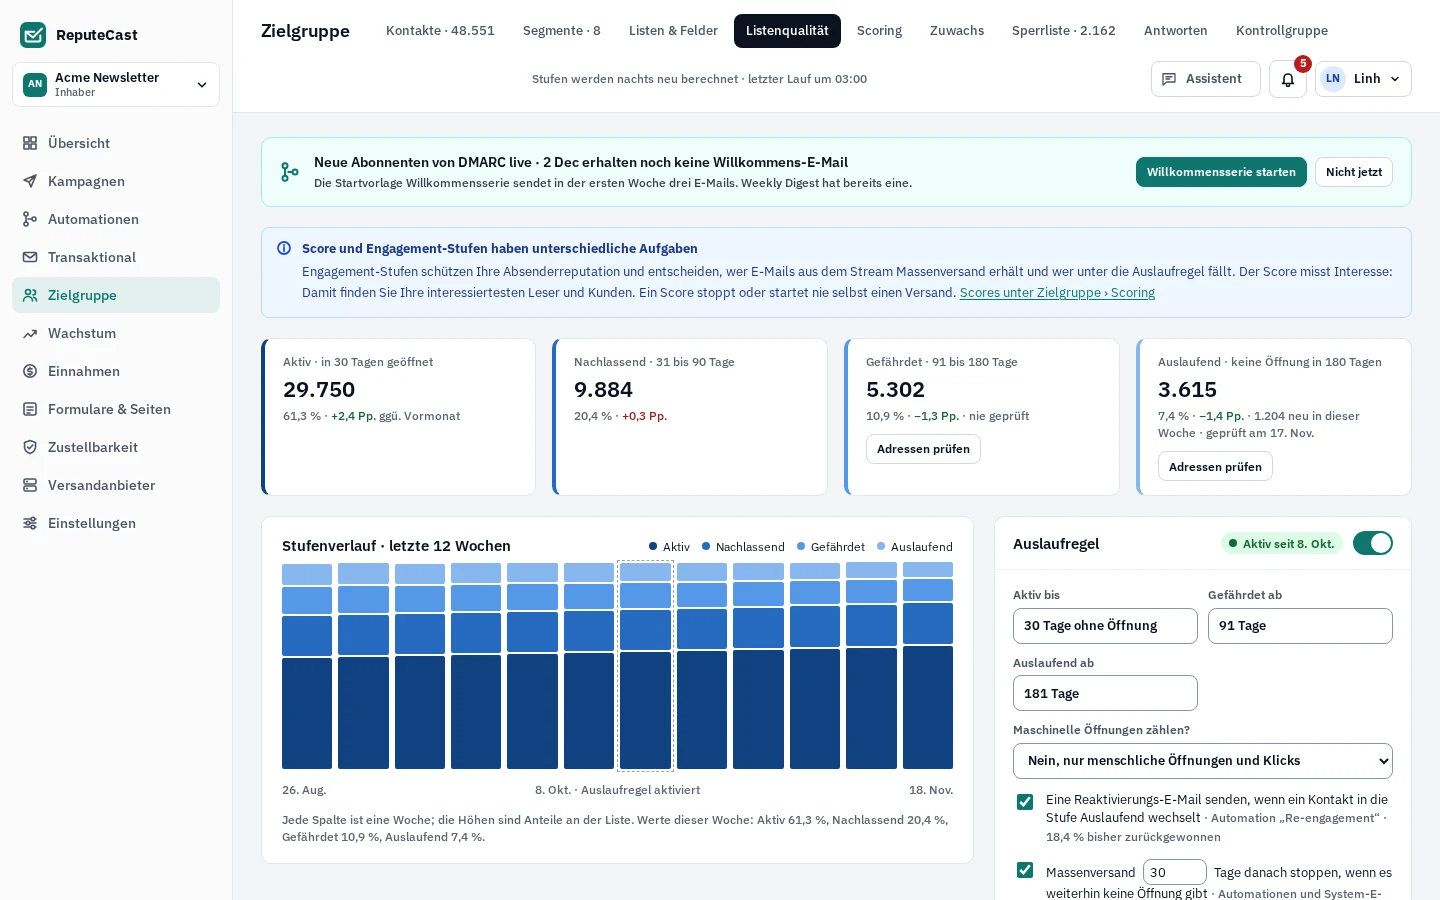 ReputeCast
AN
Acme Newsletter
Inhaber
Übersicht
Kampagnen
Automationen
Transaktional
Zielgruppe
Wachstum
Einnahmen
Formulare & Seiten
Zustellbarkeit
Versandanbieter
Einstellungen
Zielgruppe
Kontakte · 48.551
Segmente · 8
Listen & Felder
Listenqualität
Scoring
Zuwachs
Sperrliste · 2.162
Antworten
Kontrollgruppe
Stufen werden nachts neu berechnet · letzter Lauf um 03:00
Assistent
5
LN
Linh
Neue Abonnenten von DMARC live · 2 Dec erhalten noch keine Willkommens-E-Mail
Die Startvorlage Willkommensserie sendet in der ersten Woche drei E-Mails. Weekly Digest hat bereits eine.
Willkommensserie starten
Nicht jetzt
Score und Engagement-Stufen haben unterschiedliche Aufgaben
Engagement-Stufen schützen Ihre Absenderreputation und entscheiden, wer E-Mails aus dem Stream Massenversand erhält und wer unter die Auslaufregel fällt. Der Score misst Interesse:
Damit finden Sie Ihre interessiertesten Leser und Kunden. Ein Score stoppt oder startet nie selbst einen Versand. Scores unter Zielgruppe › Scoring
Aktiv · in 30 Tagen geöffnet
29.750
61,3 % · +2,4 Pp. ggü. Vormonat
Nachlassend · 31 bis 90 Tage
9.884
20,4 % · +0,3 Pp.
Gefährdet · 91 bis 180 Tage
5.302
10,9 % · −1,3 Pp. · nie geprüft
Adressen prüfen
Auslaufend · keine Öffnung in 180 Tagen
3.615
7,4 % · −1,4 Pp. · 1.204 neu in dieser
Woche · geprüft am 17. Nov.
Adressen prüfen
Stufenverlauf · letzte 12 Wochen
Aktiv
Nachlassend
Gefährdet
Auslaufend
26. Aug.
8. Okt. · Auslaufregel aktiviert
18. Nov.
Jede Spalte ist eine Woche; die Höhen sind Anteile an der Liste. Werte dieser Woche: Aktiv 61,3 %, Nachlassend 20,4 %,
Gefährdet 10,9 %, Auslaufend 7,4 %.
Auslaufregel
Aktiv seit 8. Okt.
Aktiv bis
Gefährdet ab
30 Tage ohne Öffnung
91 Tage
Auslaufend ab
181 Tage
Maschinelle Öffnungen zählen?
Nein, nur menschliche Öffnungen und Klicks
Eine Reaktivierungs-E-Mail senden, wenn ein Kontakt in die
Stufe Auslaufend wechselt · Automation „Re-engagement“ ·
18,4 % bisher zurückgewonnen
Massenversand 30 Tage danach stoppen, wenn es
weiterhin keine Öffnung gibt · Automationen und System-E-